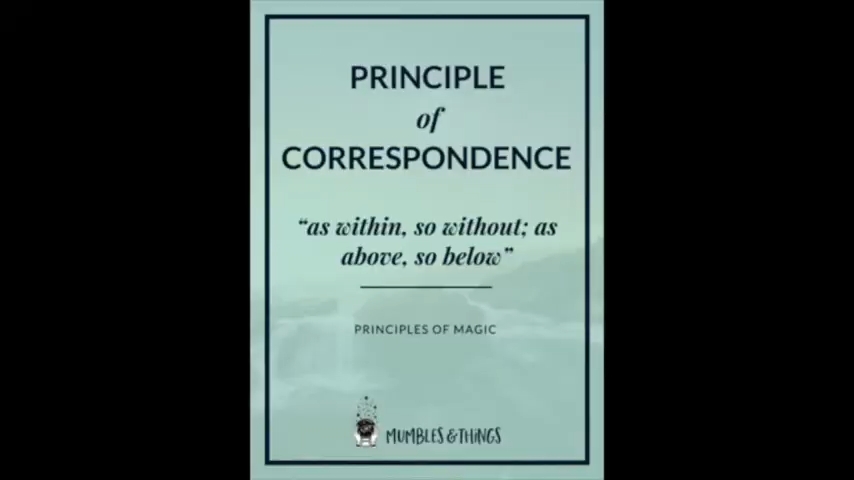 PRINCIPLE
of
CORRESPONDENCE
“as within, so without; as
above, so below”
PRINCIPLES OF MAGIC
MUMBLES & THINGS